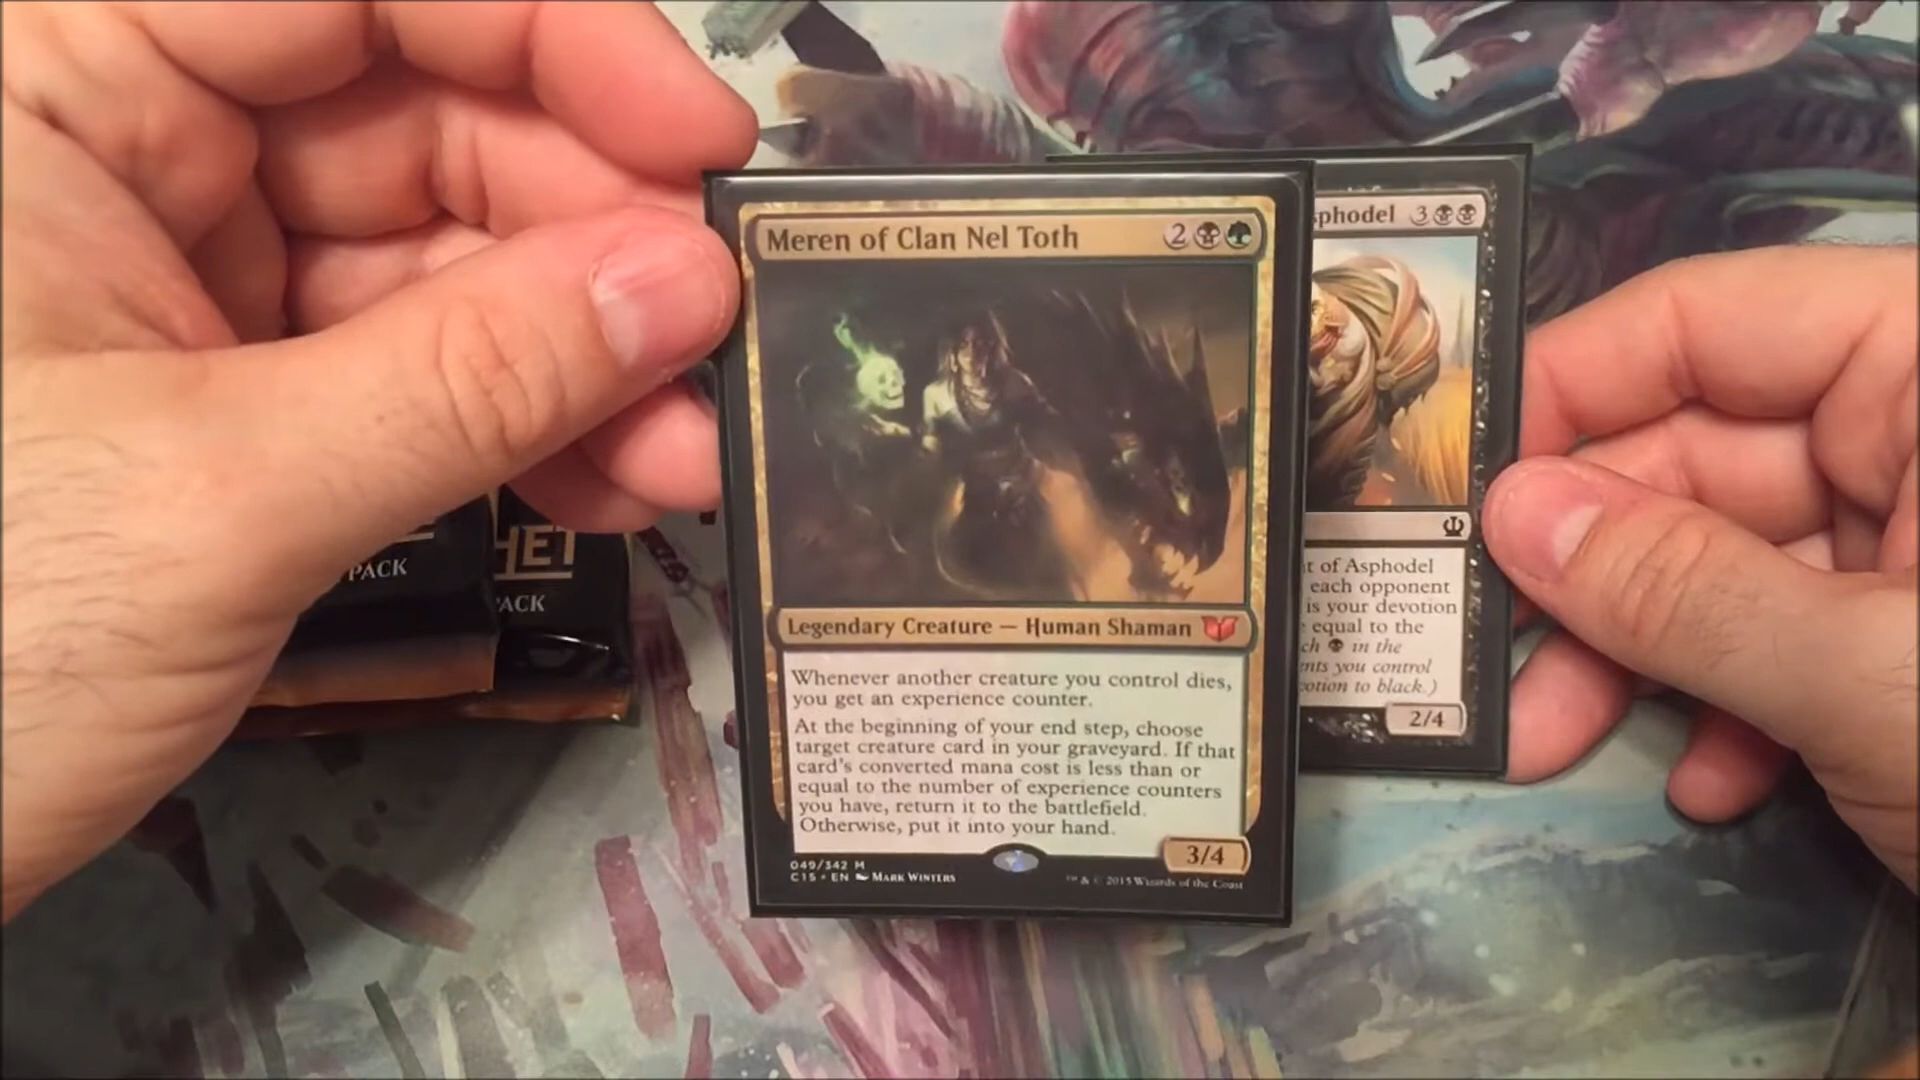 Meren of Clan Nel Toth 2
Legendary Creature — Human Shaman
Whenever another creature you control dies,
you get an experience counter.
At the beginning of your end step, choose
target creature card in your graveyard. If that
card's converted mana cost is less than or
equal to the number of experience counters
you have, return it to the battlefield.
Otherwise, put it into your hand.
3/4
049/342 M
C15 • EN MARK WINTERS
™ & © 2015 Wizards of the Coast
sphodel 3
t of Asphodel
each opponent
is your devotion
equal to the
ch in the
nts you control
otion to black.)
2/4
PACK
HET
PACK